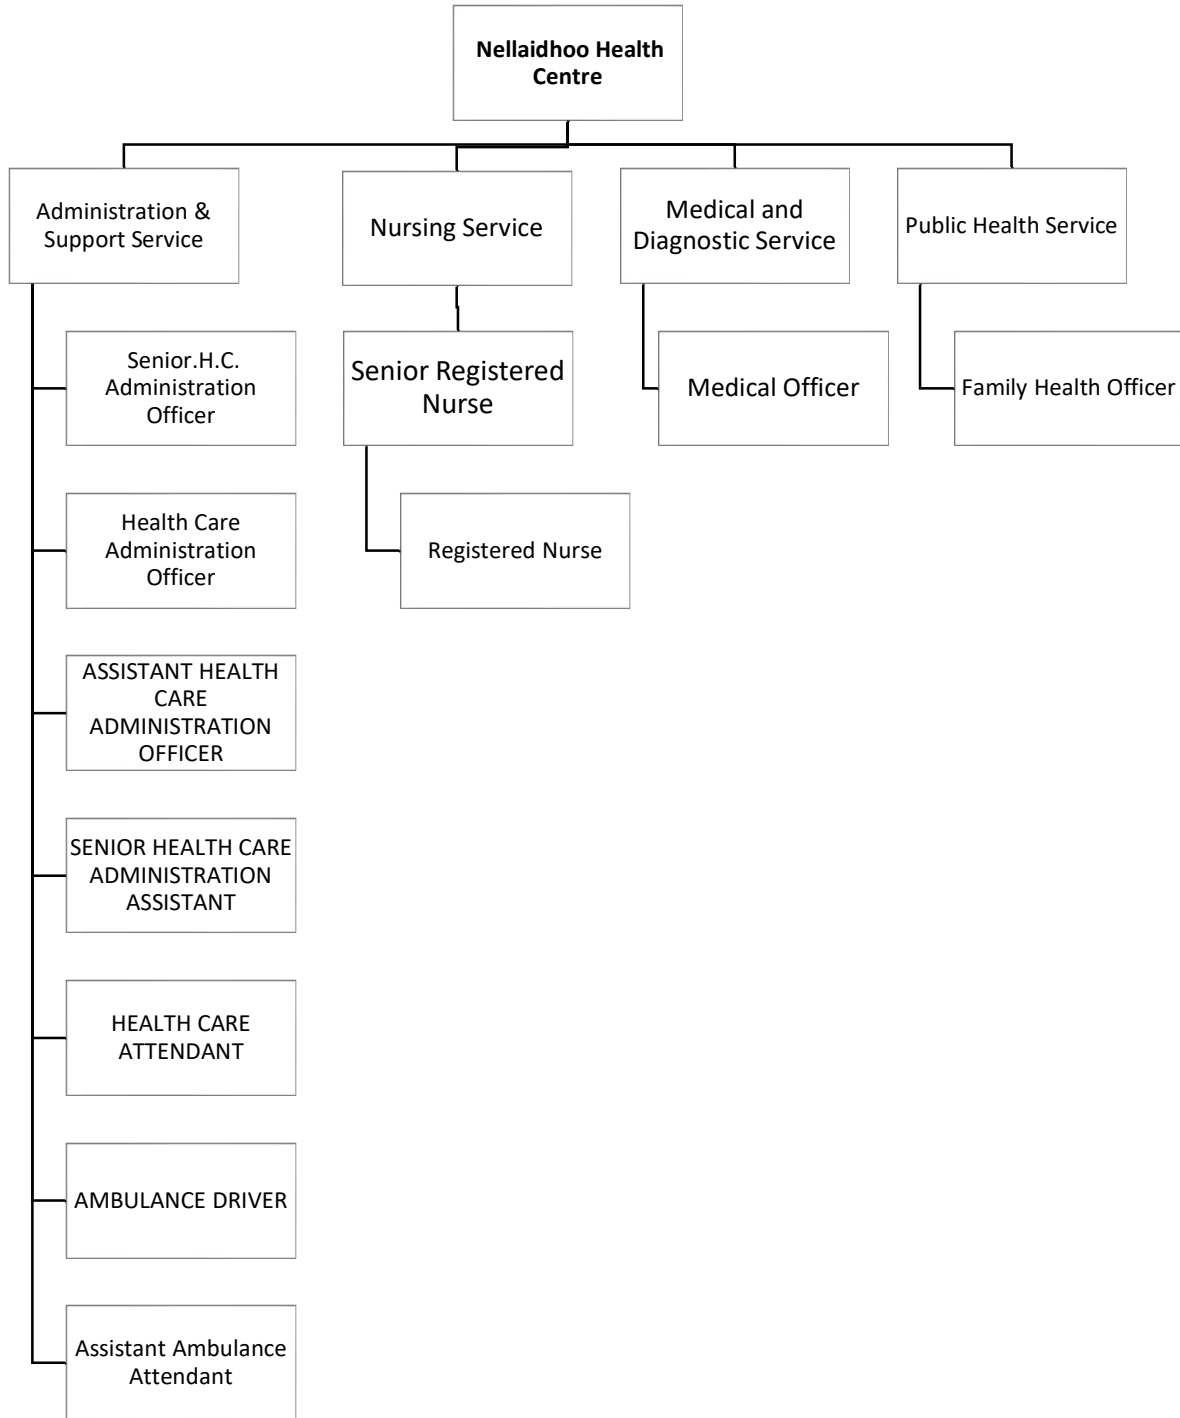 Nellaidhoo Health
Centre
Administration &
Support Service
Nursing Service
Medical and
Diagnostic Service
Public Health Service
Senior.H.C.
Administration
Officer
Senior Registered
Nurse
Medical Officer
Family Health Officer
Health Care
Administration
Officer
Registered Nurse
ASSISTANT HEALTH
CARE
ADMINISTRATION
OFFICER
SENIOR HEALTH CARE
ADMINISTRATION
ASSISTANT
HEALTH CARE
ATTENDANT
AMBULANCE DRIVER
Assistant Ambulance
Attendant